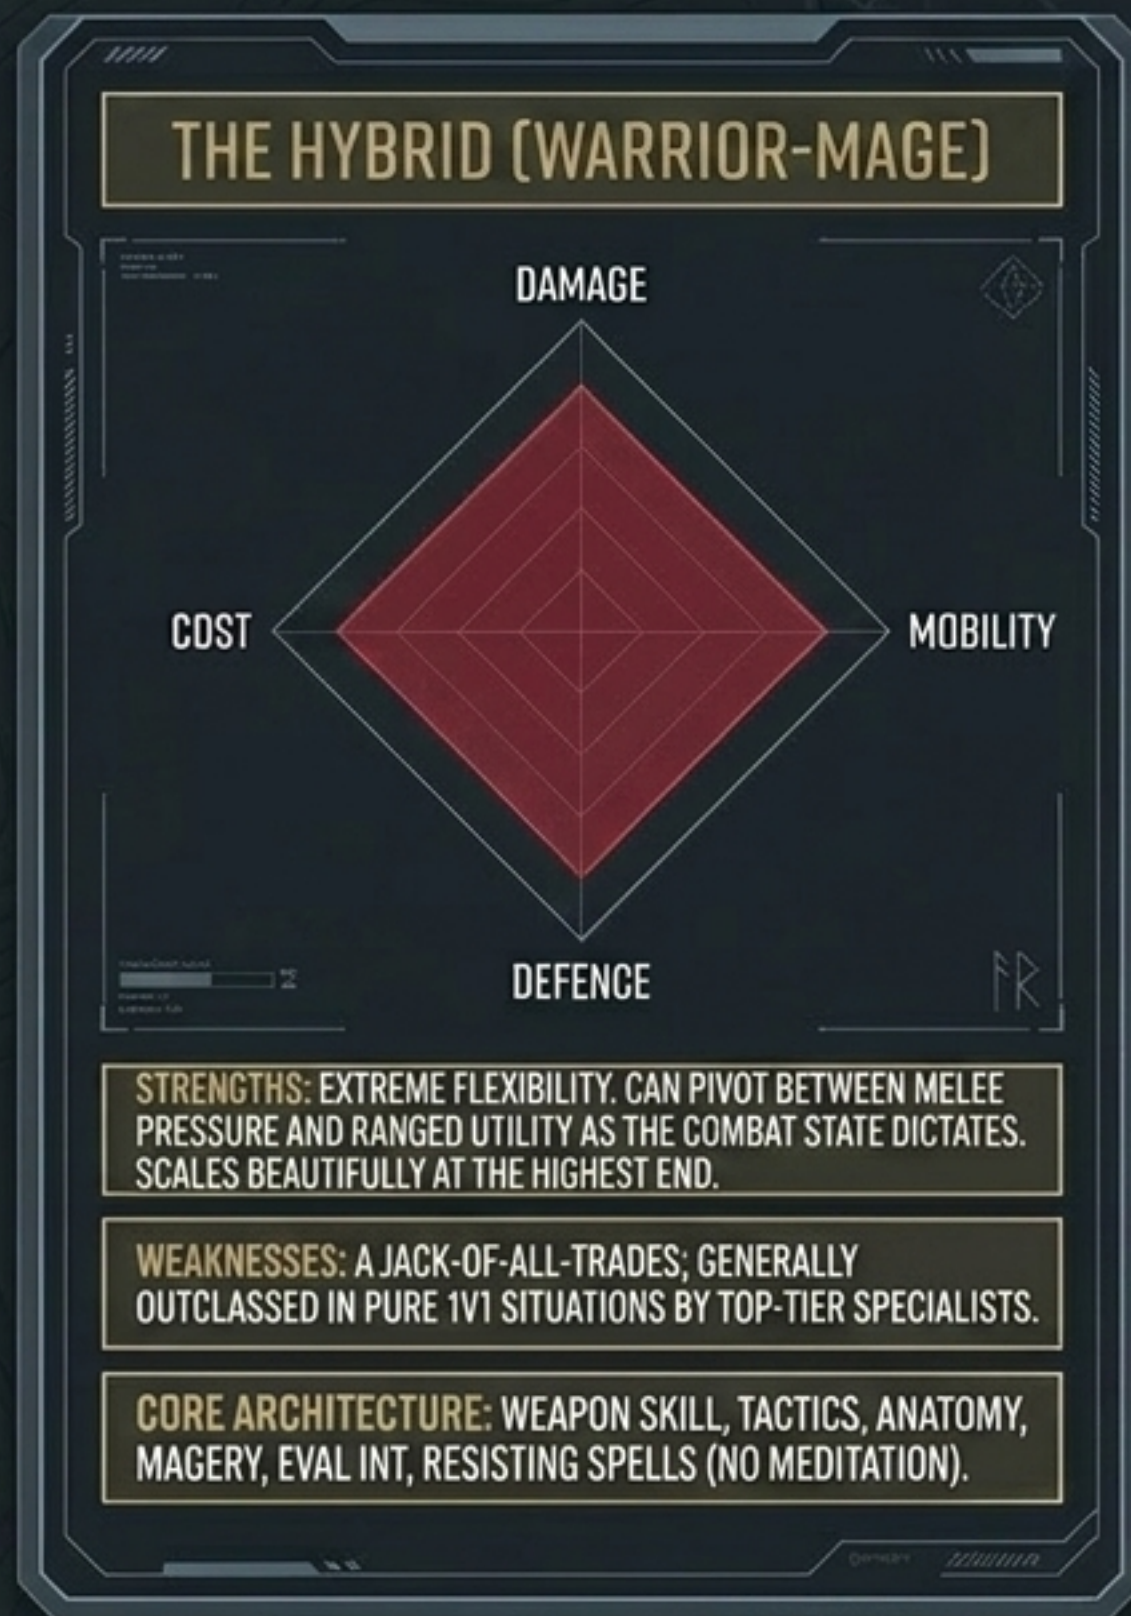 THE HYBRID (WARRIOR-MAGE)
DAMAGE
COST
MOBILITY
DEFENCE
STRENGTHS: EXTREME FLEXIBILITY. CAN PIVOT BETWEEN MELEE
PRESSURE AND RANGED UTILITY AS THE COMBAT STATE DICTATES.
SCALES BEAUTIFULLY AT THE HIGHEST END.
WEAKNESSES: A JACK-OF-ALL-TRADES; GENERALLY
OUTCLASSED IN PURE 1V1 SITUATIONS BY TOP-TIER SPECIALISTS.
CORE ARCHITECTURE: WEAPON SKILL, TACTICS, ANATOMY,
MAGERY, EVAL INT, RESISTING SPELLS (NO MEDITATION).